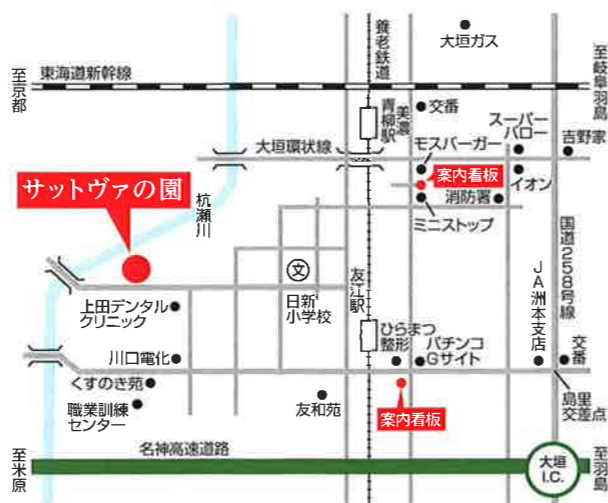 大垣ガス
養老鉄道
至岐阜羽島
至京都
東海道新幹線
美濃
青柳駅
交番
スーパー
バロー
吉野家
モスバーガー
大垣環状線
案内看板
イオン
サットヴァの園
杭瀬川
消防署
ミニストップ
国道258号線
文
日新
小学校
友江駅
上田デンタル
クリニック
JA洲本支店
ひらまつ
整形
パチンコ
Gサイト
交番
川口電化
くすのき苑
職業訓練
センター
友和苑
案内看板
島里
交差点
名神高速道路
至米原
大垣
I.C.
至羽島